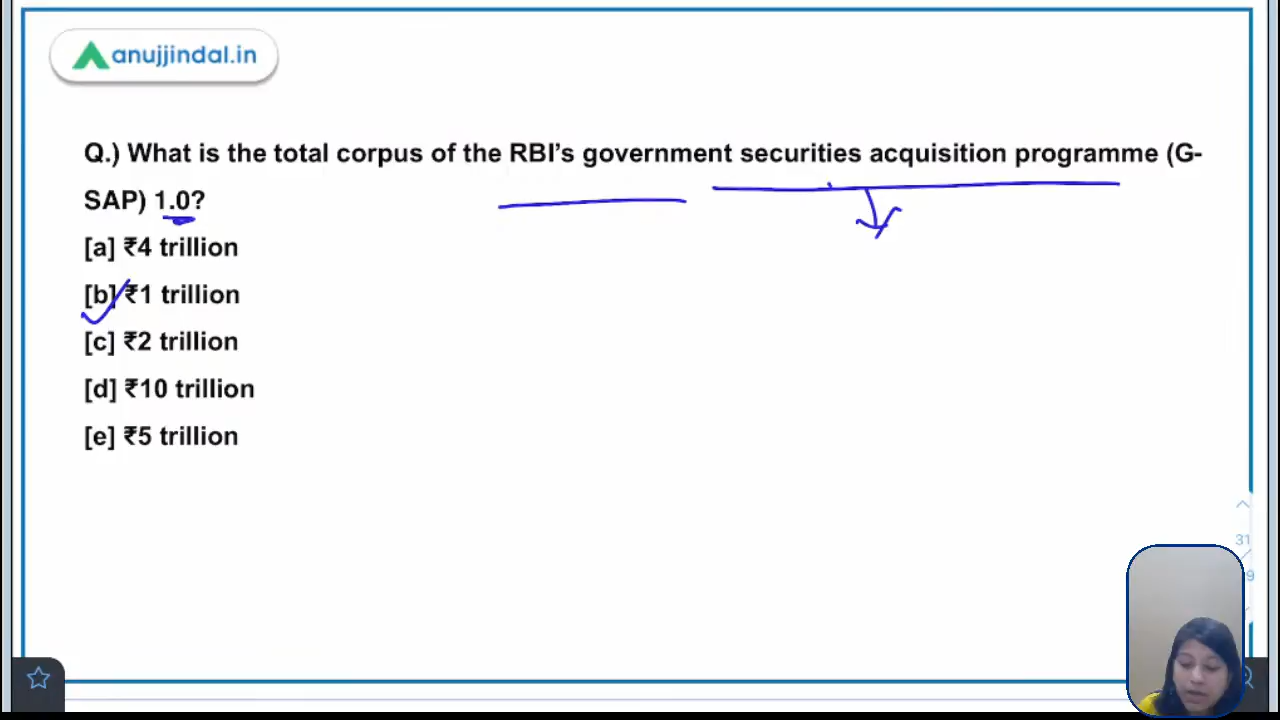 anujjindal.in
Q.) What is the total corpus of the RBI’s government securities acquisition programme (G-
SAP) 1.0?
[a] ₹4 trillion
[b] ₹1 trillion
[c] ₹2 trillion
[d] ₹10 trillion
[e] ₹5 trillion
31